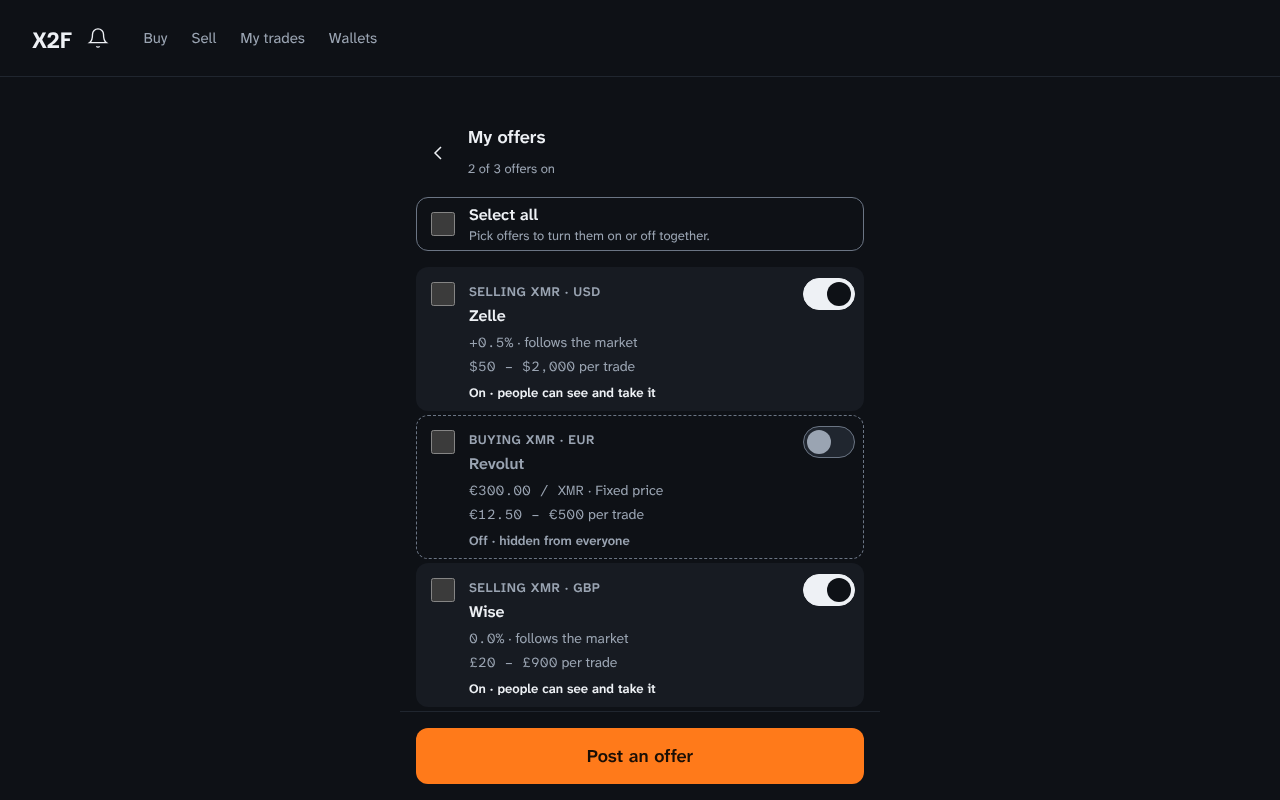 X2F
Buy
Sell
My trades
Wallets
My offers
2 of 3 offers on
Select all
Pick offers to turn them on or off together.
SELLING XMR · USD
Zelle
+0.5% · follows the market
$50 – $2,000 per trade
On · people can see and take it
BUYING XMR · EUR
Revolut
€300.00 / XMR · Fixed price
€12.50 – €500 per trade
Off · hidden from everyone
SELLING XMR · GBP
Wise
0.0% · follows the market
£20 – £900 per trade
On · people can see and take it
Post an offer